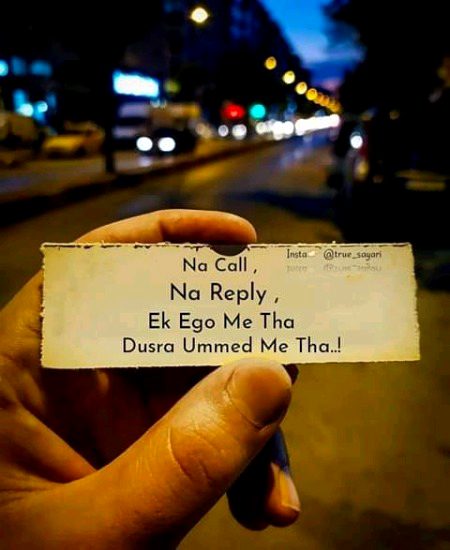 Insta @true_sayari
Na Call ,
Na Reply ,
Ek Ego Me Tha
Dusra Ummed Me Tha..!